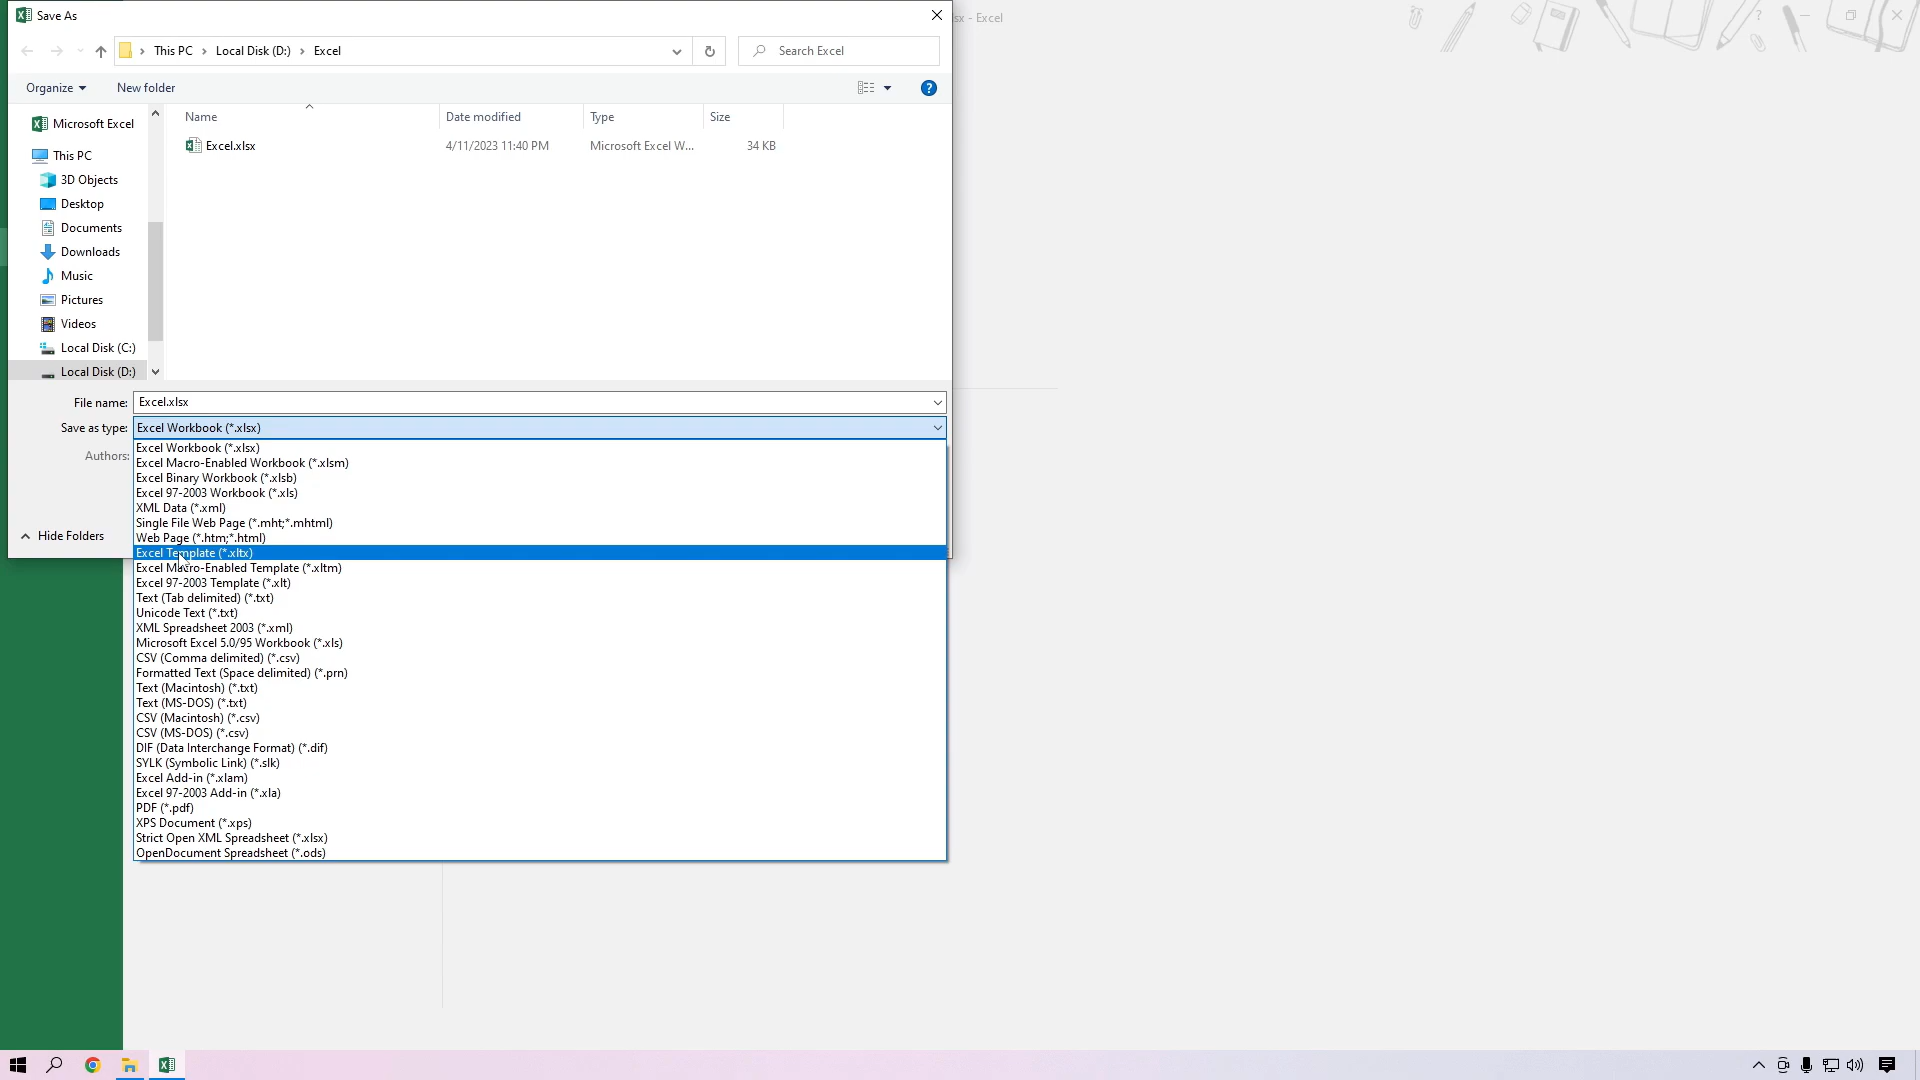 Save As
sx - Excel
This PC
Local Disk (D:)
Excel
Search Excel
Organize
New folder
Name
Date modified
Type
Size
Microsoft Excel
Excel.xlsx
4/11/2023 11:40 PM
Microsoft Excel W...
34 KB
This PC
3D Objects
Desktop
Documents
Downloads
Music
Pictures
Videos
Local Disk (C:)
Local Disk (D:)
File name:
Excel.xlsx
Save as type:
Excel Workbook (*.xlsx)
Authors:
Excel Workbook (*.xlsx)
Excel Macro-Enabled Workbook (*.xlsm)
Excel Binary Workbook (*.xlsb)
Excel 97-2003 Workbook (*.xls)
XML Data (*.xml)
Single File Web Page (*.mht;*.mhtml)
Hide Folders
Web Page (*.htm;*.html)
Excel Template (*.xltx)
Excel Macro-Enabled Template (*.xltm)
Excel 97-2003 Template (*.xlt)
Text (Tab delimited) (*.txt)
Unicode Text (*.txt)
XML Spreadsheet 2003 (*.xml)
Microsoft Excel 5.0/95 Workbook (*.xls)
CSV (Comma delimited) (*.csv)
Formatted Text (Space delimited) (*.prn)
Text (Macintosh) (*.txt)
Text (MS-DOS) (*.txt)
CSV (Macintosh) (*.csv)
CSV (MS-DOS) (*.csv)
DIF (Data Interchange Format) (*.dif)
SYLK (Symbolic Link) (*.slk)
Excel Add-in (*.xlam)
Excel 97-2003 Add-in (*.xla)
PDF (*.pdf)
XPS Document (*.xps)
Strict Open XML Spreadsheet (*.xlsx)
OpenDocument Spreadsheet (*.ods)